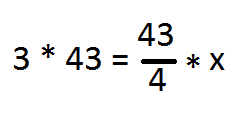 3 * 43 = 43/4 * x